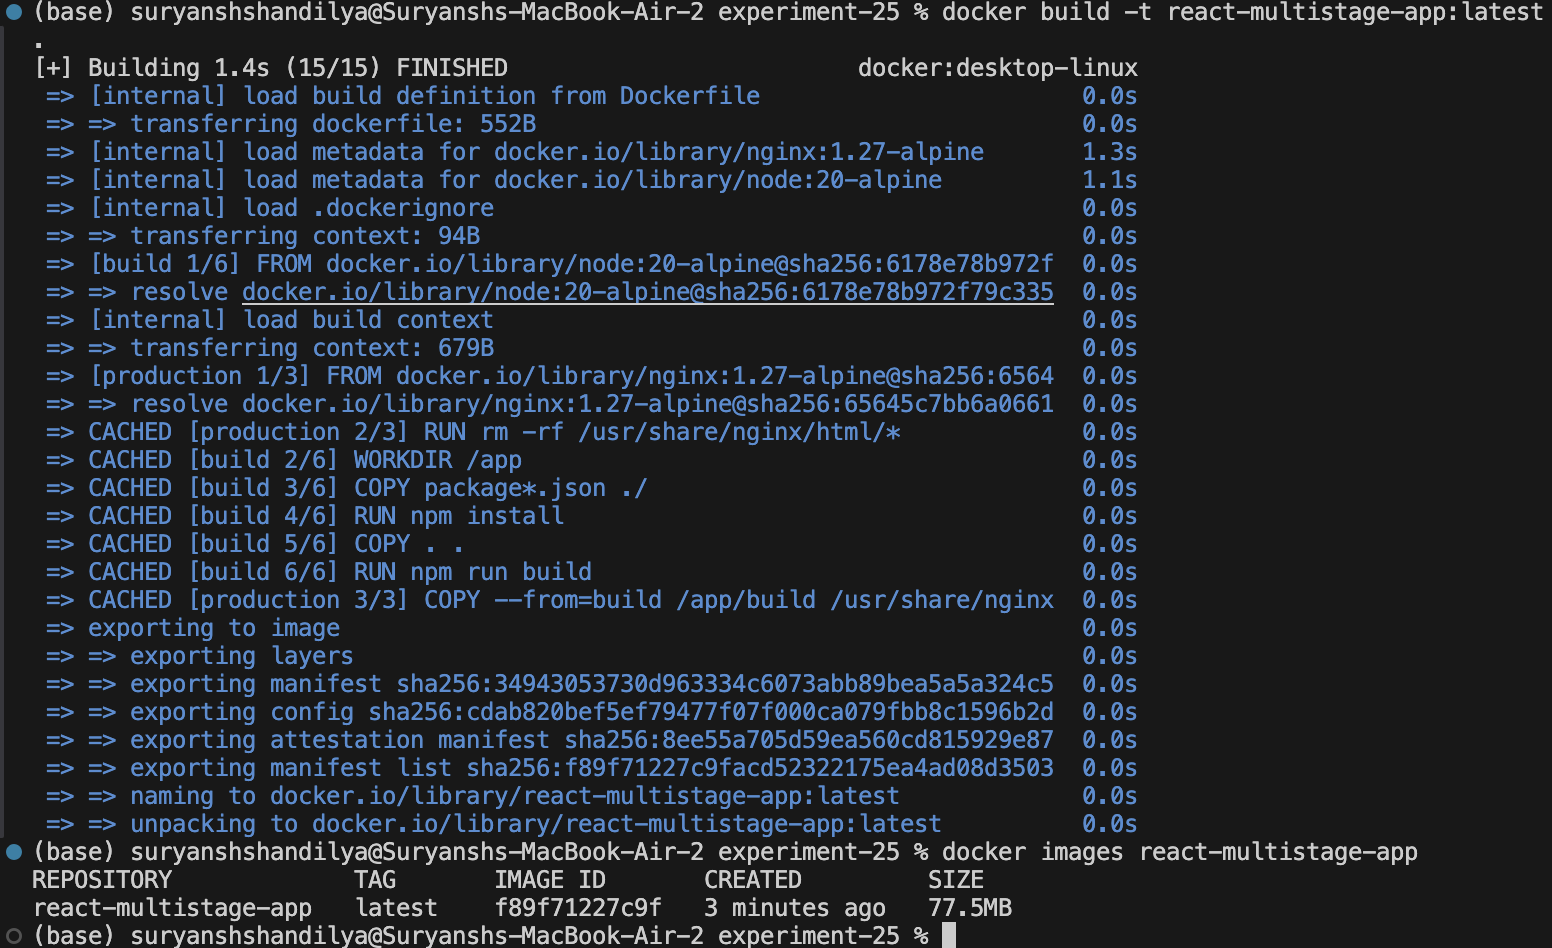 (base) suryanshshandilya@Suryanshs-MacBook-Air-2 experiment-25 % docker build -t react-multistage-app:latest
.
[+] Building 1.4s (15/15) FINISHED docker:desktop-linux
=> [internal] load build definition from Dockerfile 0.0s
=> => transferring dockerfile: 552B 0.0s
=> [internal] load metadata for docker.io/library/nginx:1.27-alpine 1.3s
=> [internal] load metadata for docker.io/library/node:20-alpine 1.1s
=> [internal] load .dockerignore 0.0s
=> => transferring context: 94B 0.0s
=> [build 1/6] FROM docker.io/library/node:20-alpine@sha256:6178e78b972f 0.0s
=> => resolve docker.io/library/node:20-alpine@sha256:6178e78b972f79c335 0.0s
=> [internal] load build context 0.0s
=> => transferring context: 679B 0.0s
=> [production 1/3] FROM docker.io/library/nginx:1.27-alpine@sha256:6564 0.0s
=> => resolve docker.io/library/nginx:1.27-alpine@sha256:65645c7bb6a0661 0.0s
=> CACHED [production 2/3] RUN rm -rf /usr/share/nginx/html/* 0.0s
=> CACHED [build 2/6] WORKDIR /app 0.0s
=> CACHED [build 3/6] COPY package*.json ./ 0.0s
=> CACHED [build 4/6] RUN npm install 0.0s
=> CACHED [build 5/6] COPY . . 0.0s
=> CACHED [build 6/6] RUN npm run build 0.0s
=> CACHED [production 3/3] COPY --from=build /app/build /usr/share/nginx 0.0s
=> exporting to image 0.0s
=> => exporting layers 0.0s
=> => exporting manifest sha256:34943053730d963334c6073abb89bea5a5a324c5 0.0s
=> => exporting config sha256:cdab820bef5ef79477f07f000ca079fbb8c1596b2d 0.0s
=> => exporting attestation manifest sha256:8ee55a705d59ea560cd815929e87 0.0s
=> => exporting manifest list sha256:f89f71227c9facd52322175ea4ad08d3503 0.0s
=> => naming to docker.io/library/react-multistage-app:latest 0.0s
=> => unpacking to docker.io/library/react-multistage-app:latest 0.0s
(base) suryanshshandilya@Suryanshs-MacBook-Air-2 experiment-25 % docker images react-multistage-app
REPOSITORY TAG IMAGE ID CREATED SIZE
react-multistage-app latest f89f71227c9f 3 minutes ago 77.5MB
(base) suryanshshandilya@Suryanshs-MacBook-Air-2 experiment-25 %